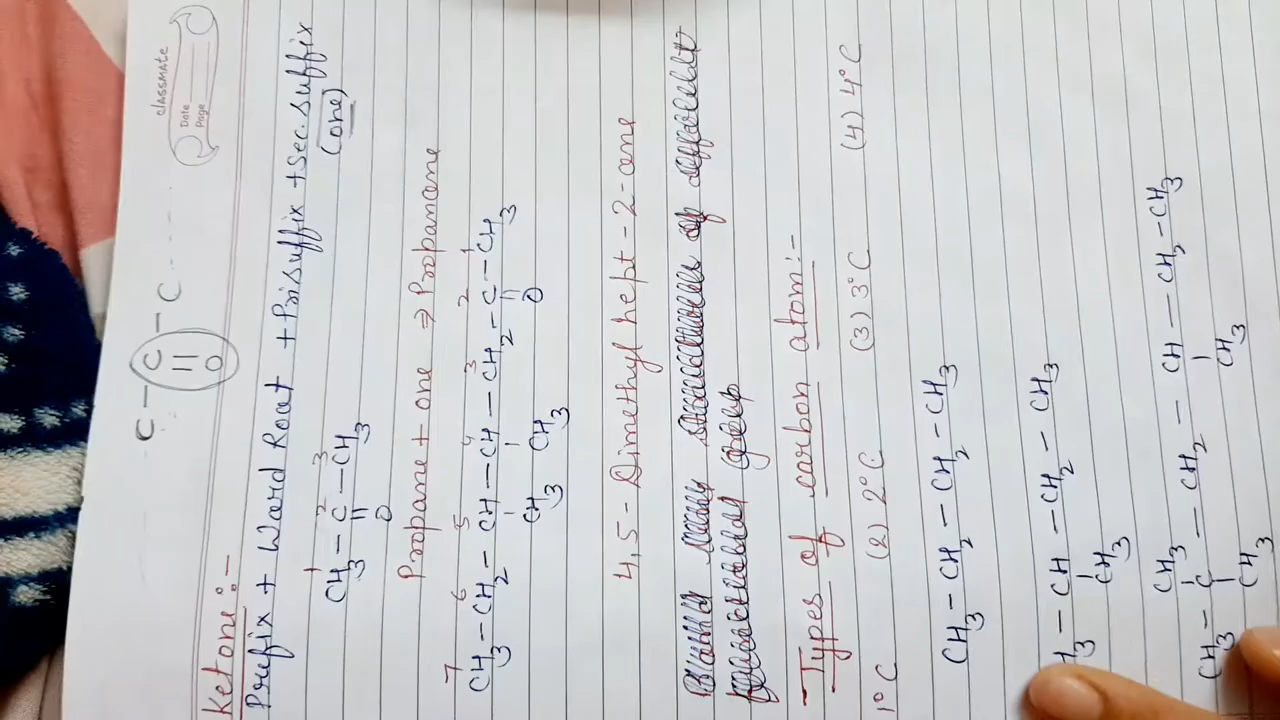 classmate
Date
Page
C - C - C ----
O
Ketone :-
Prefix + Word Root + Pri suffix + sec. suffix
(one)
1 2 3
CH3 - C - CH3
O
Propane + one ⇒ Propanone
7 6 5 4 3 2 1
CH3 - CH2 - CH - CH - CH2 - C - CH3
CH3 CH3 O
4,5 - Dimethyl hept - 2 - one
Types of carbon atom :-
1°C (2) 2°C (3) 3°C (4) 4°C
CH3 - CH2 - CH2 - CH3
H3 - CH - CH2 - CH3
CH3
CH3
CH3 - C - CH2 - CH - CH2 - CH3
CH3 CH3